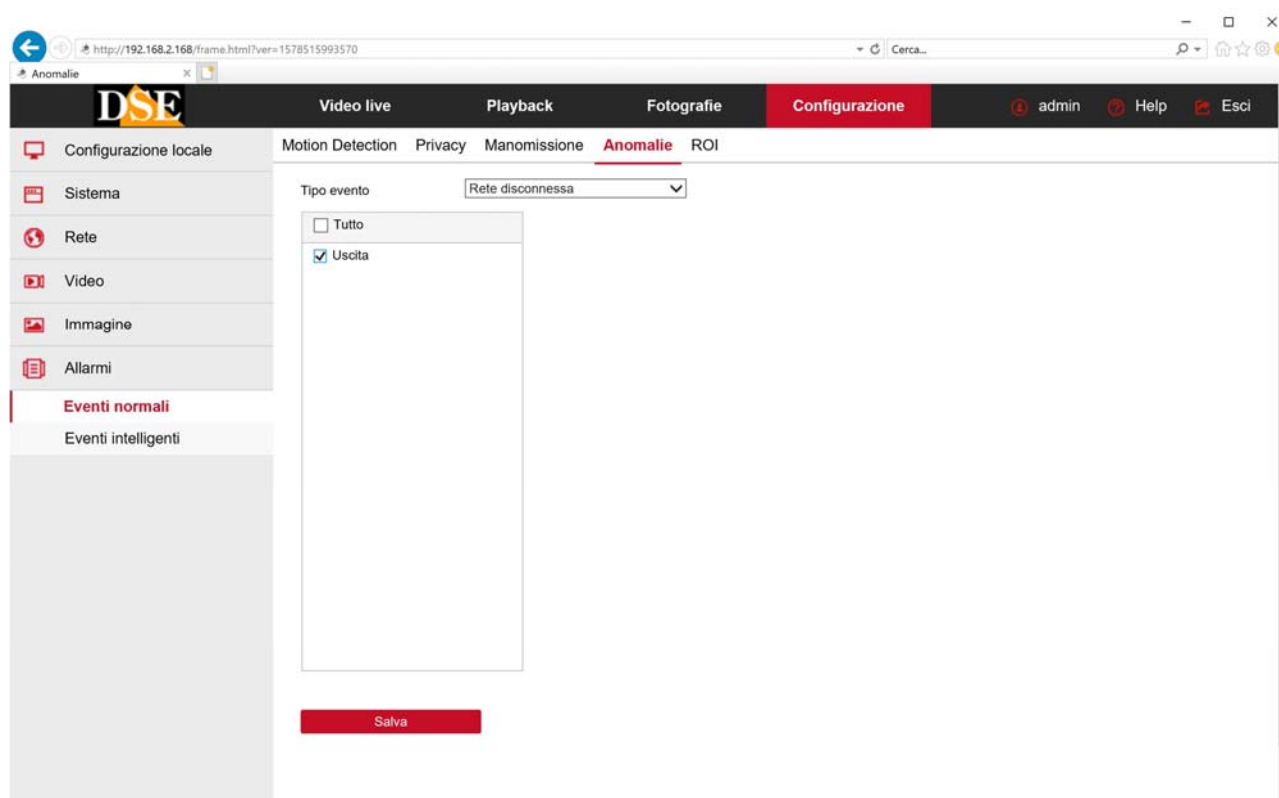 http://192.168.2.168/frame.html?ver=1578515993570
Cerca...
Anomalie
DSE
Video live Playback Fotografie Configurazione admin Help Esci
Configurazione locale
Sistema
Rete
Video
Immagine
Allarmi
Eventi normali
Eventi intelligenti
Motion Detection Privacy Manomissione Anomalie ROI
Tipo evento Rete disconnessa
Tutto
Uscita
Salva